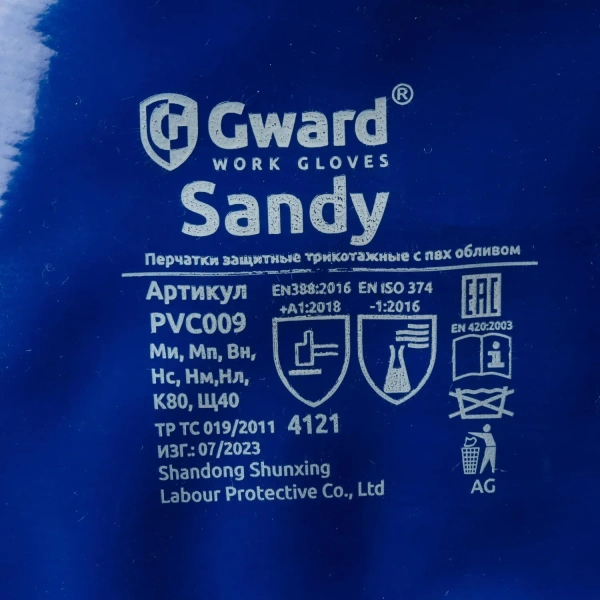 Gward®
WORK GLOVES
Sandy
Перчатки защитные трикотажные с пвх обливом
Артикул
PVC009
Ми, Мп, Вн,
Нс, Нм,Нл,
К80, Щ40
ТР ТС 019/2011
ИЗГ.: 07/2023
Shandong Shunxing
Labour Protective Co., Ltd
EN388:2016
+A1:2018
4121
EN ISO 374
-1:2016
EAC
EN 420:2003
i
AG